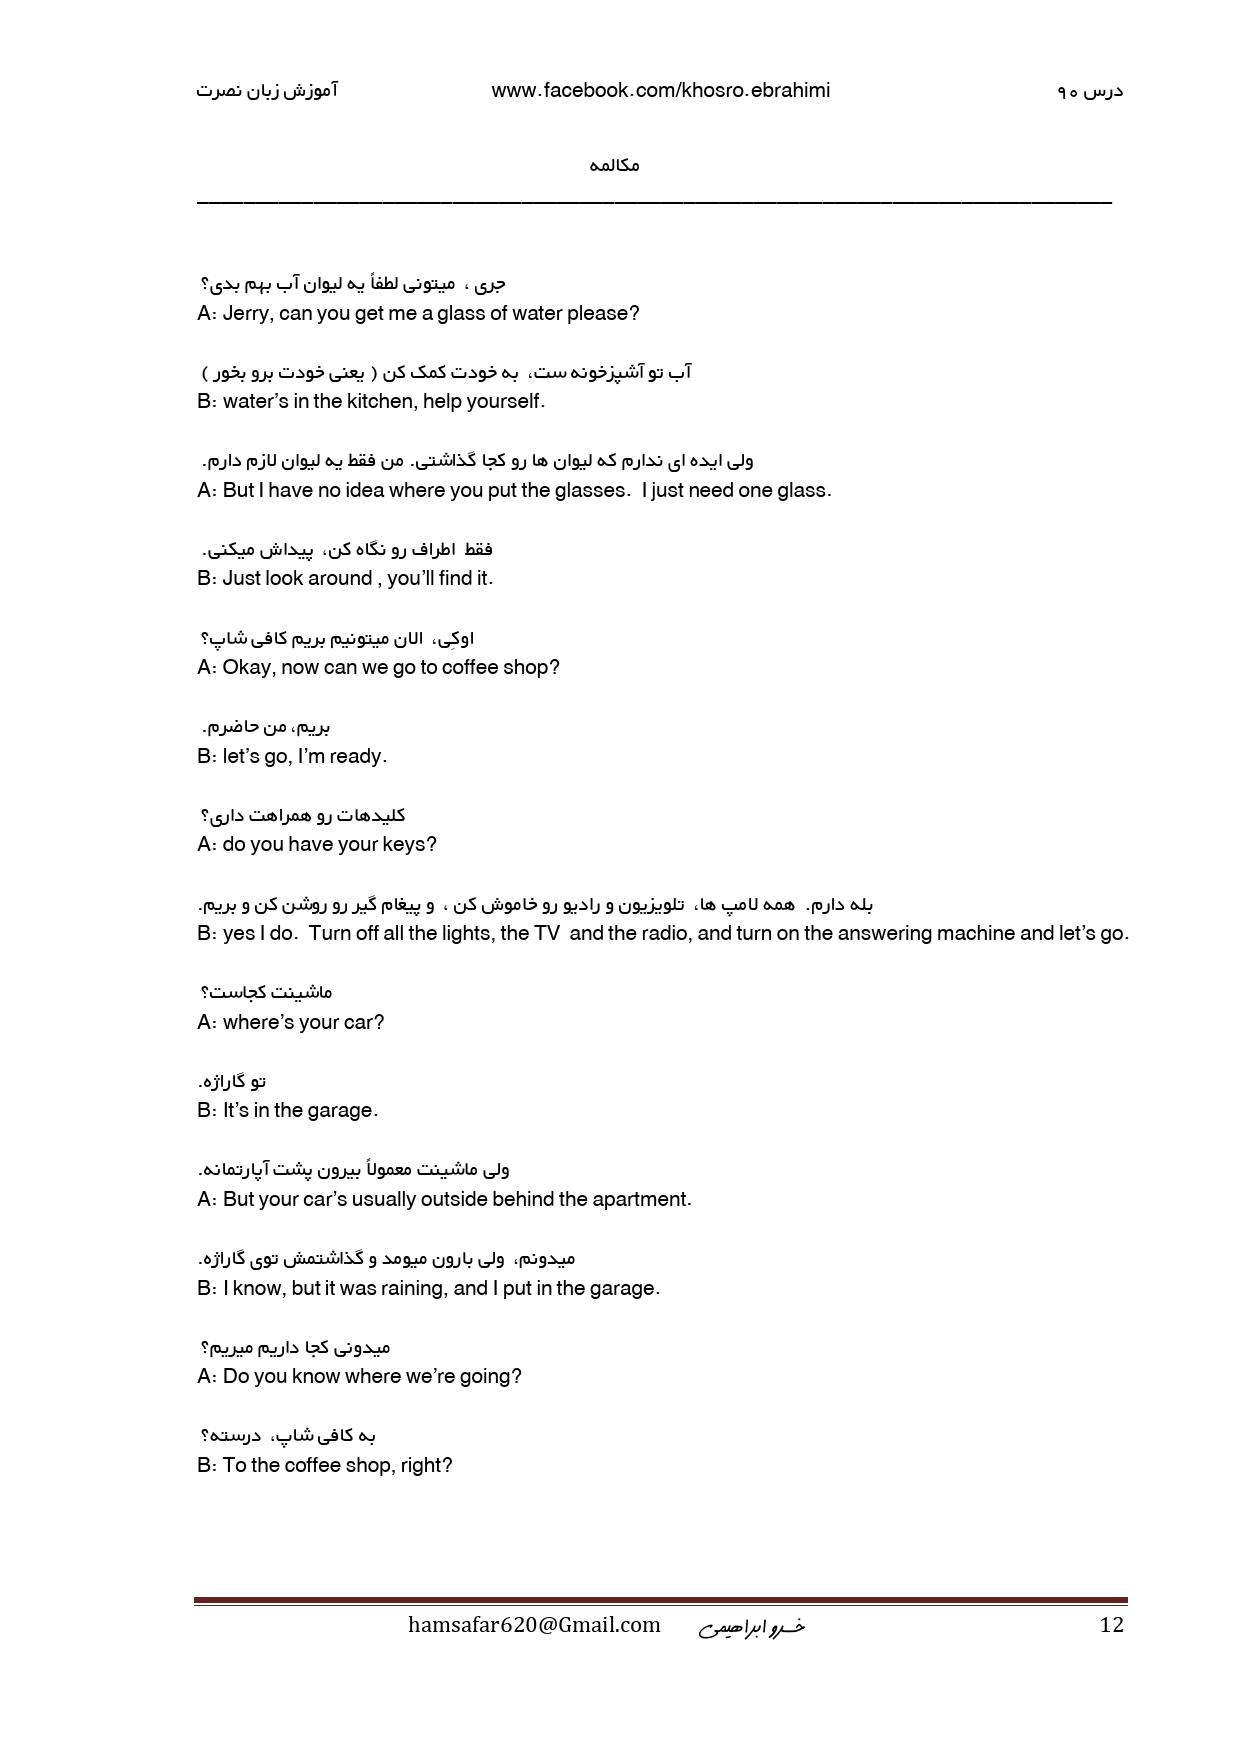 درس ۹۰ www.facebook.com/khosro.ebrahimi آموزش زبان نصرت
مکالمه
جری ، میتونی لطفاً یه لیوان آب بهم بدی؟
A: Jerry, can you get me a glass of water please?
آب تو آشپزخونه ست، به خودت کمک کن ( یعنی خودت برو بخور )
B: water’s in the kitchen, help yourself.
ولی ایده ای ندارم که لیوان ها رو کجا گذاشتی. من فقط یه لیوان لازم دارم.
A: But I have no idea where you put the glasses. I just need one glass.
فقط اطراف رو نگاه کن، پیداش میکنی.
B: Just look around , you’ll find it.
اوکِی، الان میتونیم بریم کافی شاپ؟
A: Okay, now can we go to coffee shop?
بریم، من حاضرم.
B: let’s go, I’m ready.
کلیدهات رو همراهت داری؟
A: do you have your keys?
بله دارم. همه لامپ ها، تلویزیون و رادیو رو خاموش کن ، و پیغام گیر رو روشن کن و بریم.
B: yes I do. Turn off all the lights, the TV and the radio, and turn on the answering machine and let’s go.
ماشینت کجاست؟
A: where’s your car?
تو گاراژه.
B: It’s in the garage.
ولی ماشینت معمولاً بیرون پشت آپارتمانه.
A: But your car’s usually outside behind the apartment.
میدونم، ولی بارون میومد و گذاشتمش توی گاراژه.
B: I know, but it was raining, and I put in the garage.
میدونی کجا داریم میریم؟
A: Do you know where we’re going?
به کافی شاپ، درسته؟
B: To the coffee shop, right?
hamsafar620@Gmail.com خسرو ابراهیمی 12